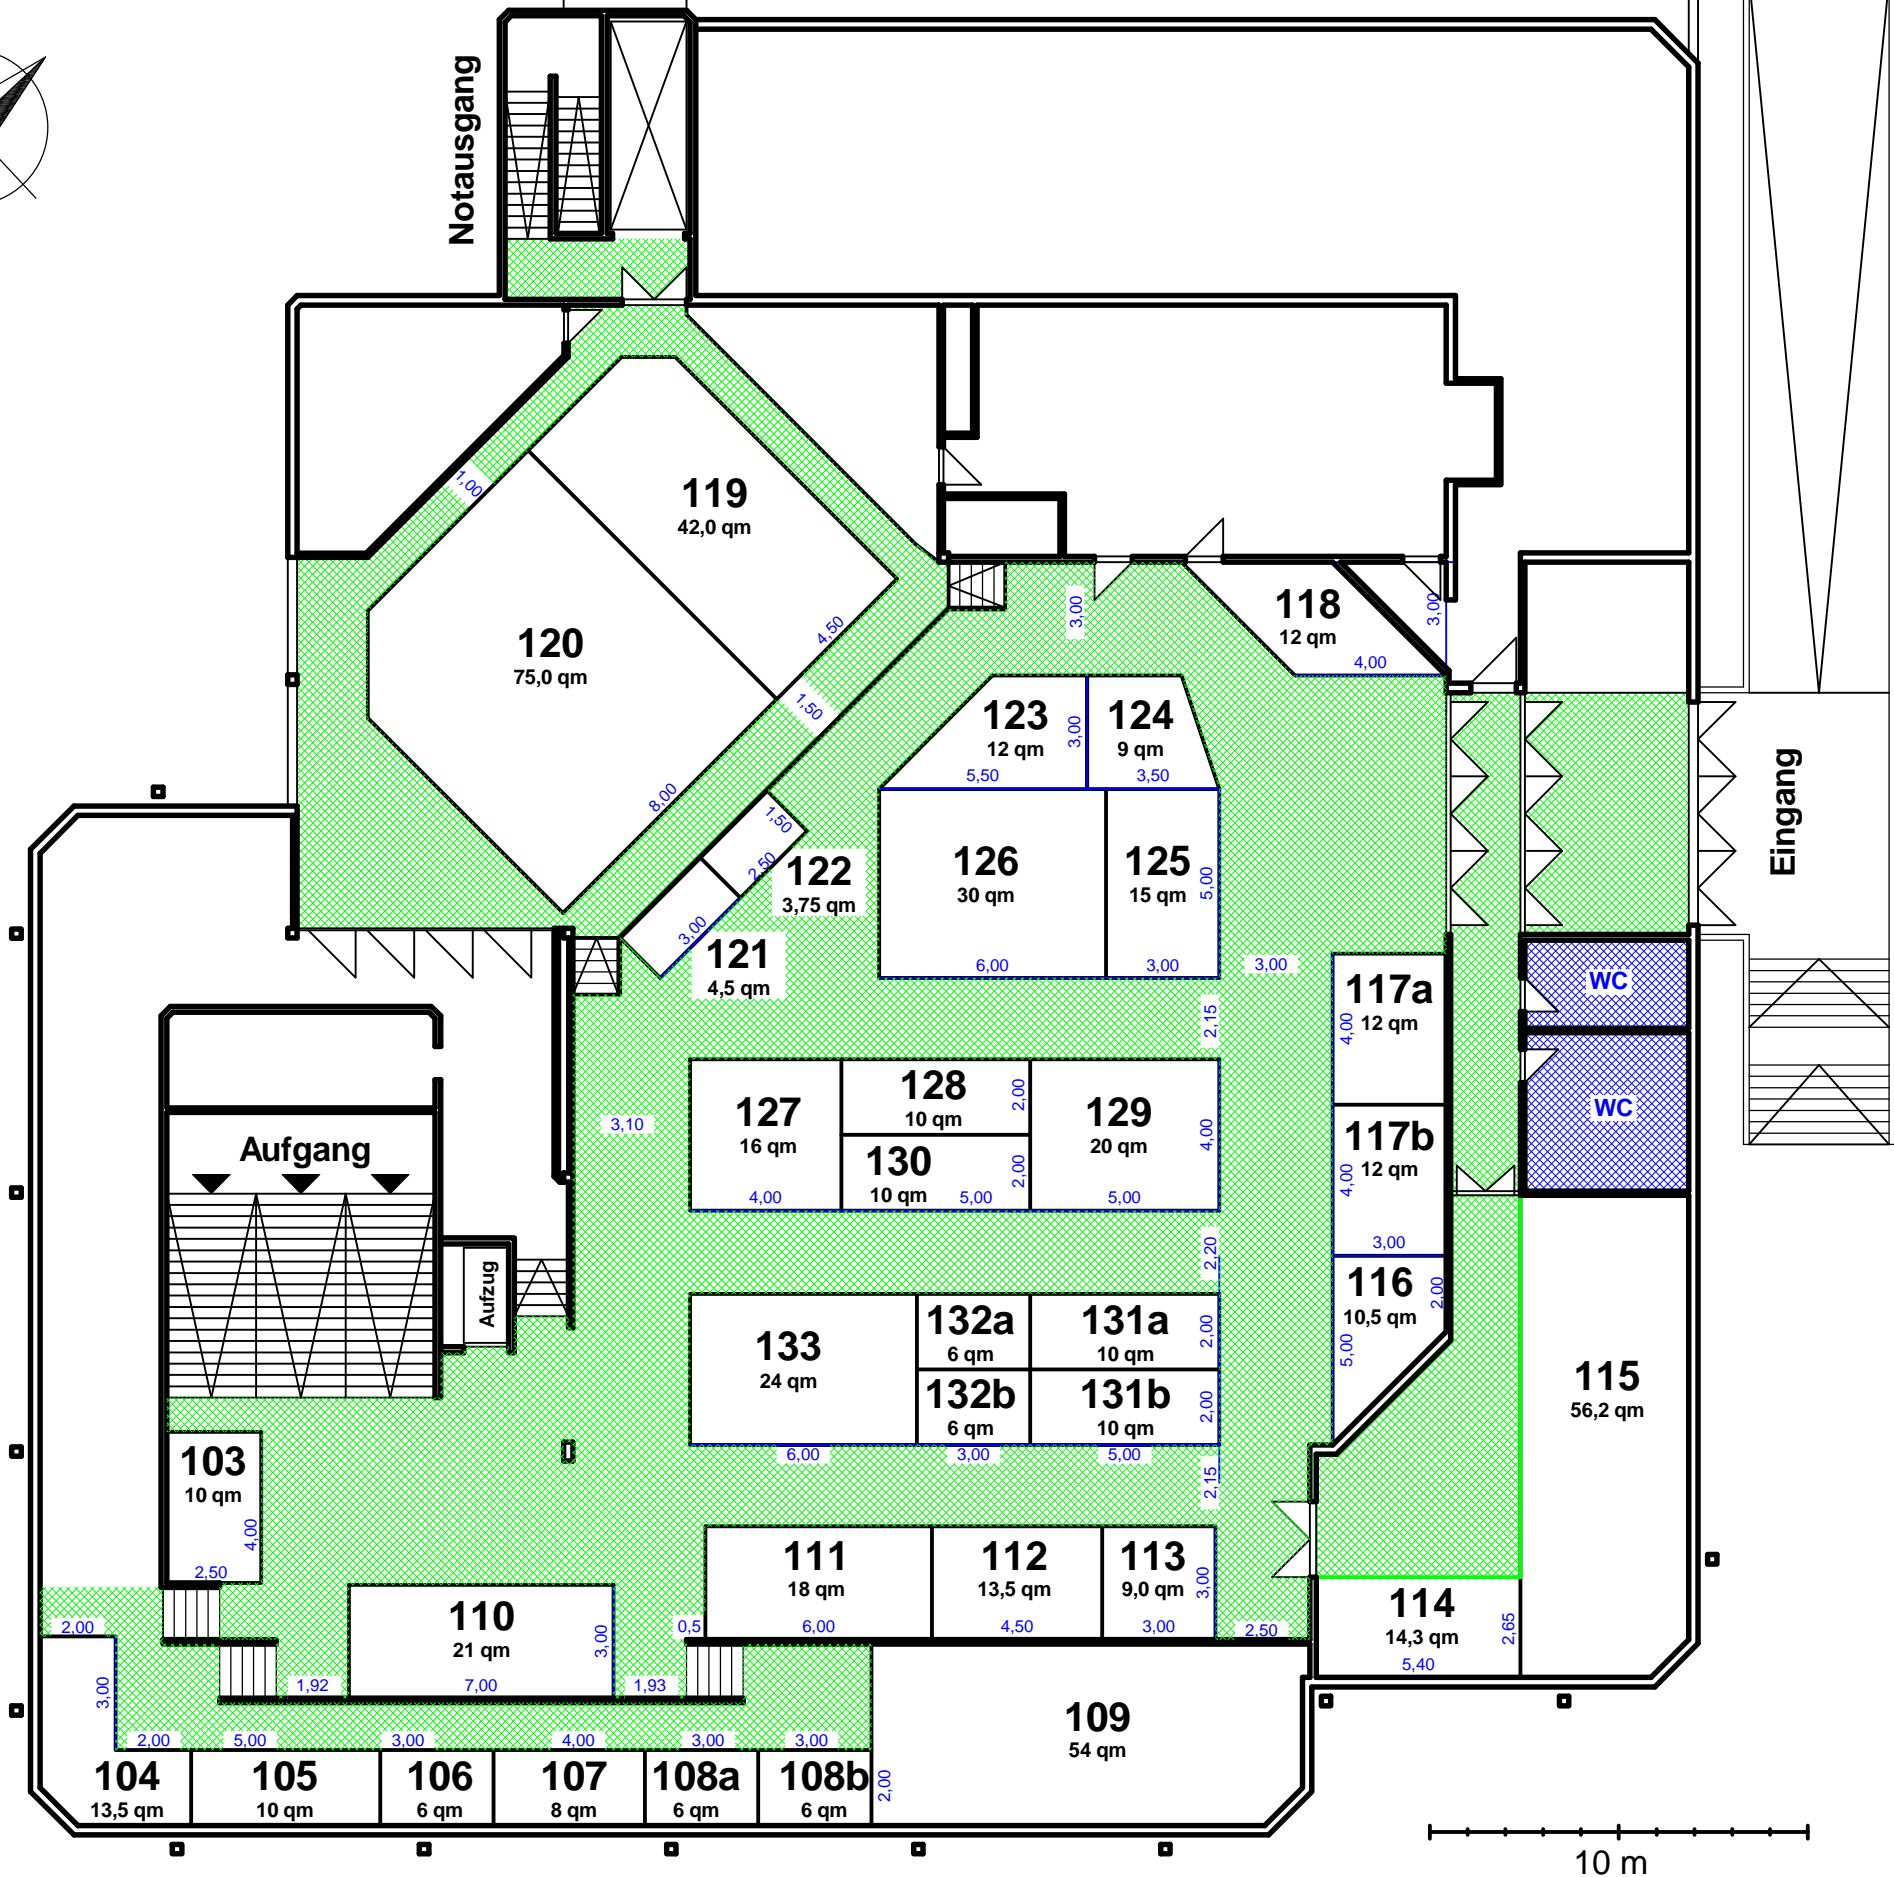 Notausgang
1,00
119
42,0 qm
120
75,0 qm
4,50
1,50
8,00
3,00
118
12 qm
4,00
3,00
123
12 qm
3,00
5,50
124
9 qm
3,50
Eingang
1,50
2,50
122
3,75 qm
3,00
121
4,5 qm
126
30 qm
6,00
125
15 qm
5,00
3,00
3,00
2,15
117a
12 qm
4,00
WC
WC
127
16 qm
4,00
128
10 qm
2,00
130
10 qm
2,00
5,00
129
20 qm
4,00
5,00
3,10
117b
12 qm
4,00
3,00
Aufgang
Aufzug
2,20
116
10,5 qm
2,00
5,00
133
24 qm
6,00
132a
6 qm
131a
10 qm
2,00
132b
6 qm
3,00
131b
10 qm
2,00
5,00
2,15
115
56,2 qm
103
10 qm
4,00
2,50
111
18 qm
6,00
112
13,5 qm
4,50
113
9,0 qm
3,00
3,00
2,50
114
14,3 qm
2,65
5,40
2,00
3,00
110
21 qm
3,00
7,00
1,92
1,93
0,5
109
54 qm
2,00
5,00
3,00
4,00
3,00
3,00
104
13,5 qm
105
10 qm
106
6 qm
107
8 qm
108a
6 qm
108b
6 qm
2,00
10 m